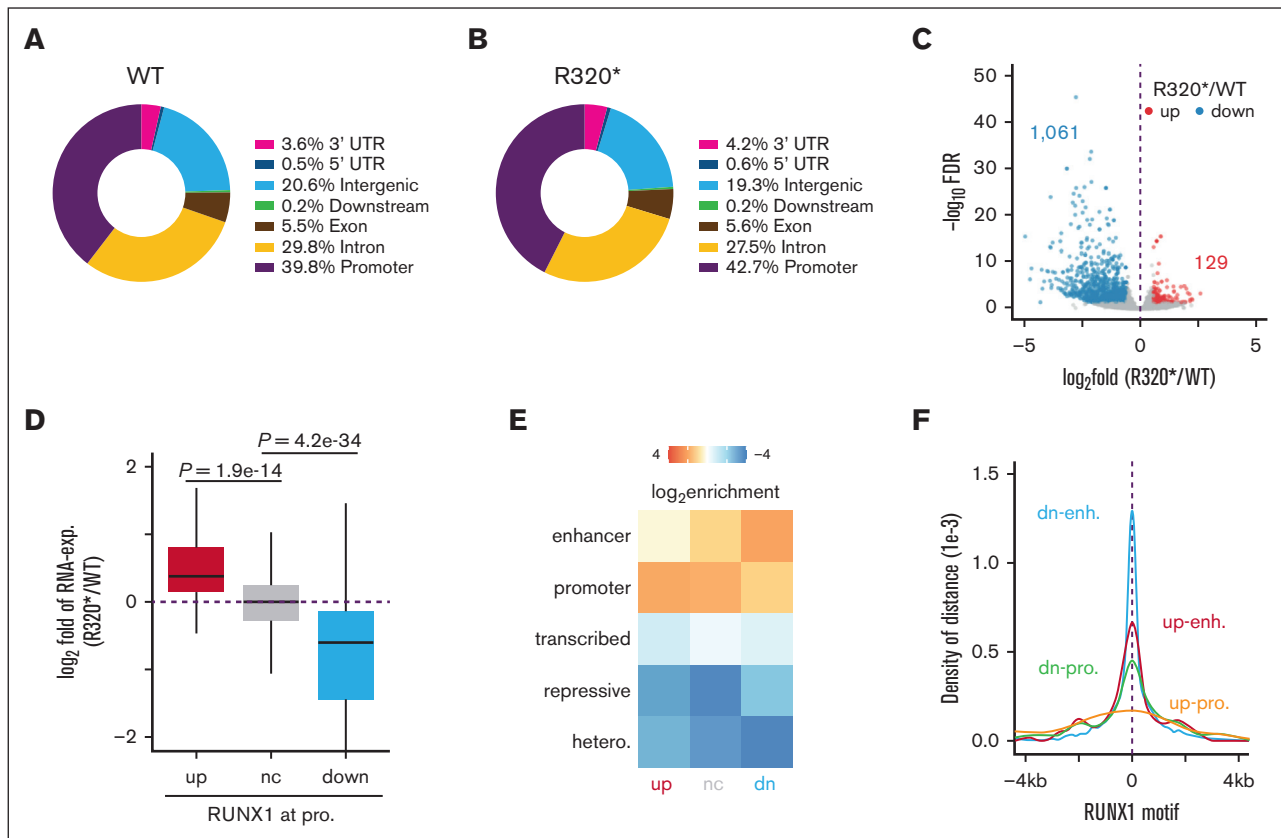 A
WT
3.6% 3' UTR
0.5% 5' UTR
20.6% Intergenic
0.2% Downstream
5.5% Exon
29.8% Intron
39.8% Promoter
B
R320*
4.2% 3' UTR
0.6% 5' UTR
19.3% Intergenic
0.2% Downstream
5.6% Exon
27.5% Intron
42.7% Promoter
C
−log10 FDR
50
40
30
20
10
0
R320*/WT
up down
1,061
129
−5 0 5
log2fold (R320*/WT)
D
log2 fold of RNA-exp.
(R320*/WT)
2
0
−2
P = 4.2e-34
P = 1.9e-14
up nc down
RUNX1 at pro.
E
4 −4
log2enrichment
enhancer
promoter
transcribed
repressive
hetero.
up nc dn
F
Density of distance (1e-3)
1.5
1.0
0.5
0.0
dn-enh.
up-enh.
dn-pro.
up-pro.
−4kb 0 4kb
RUNX1 motif